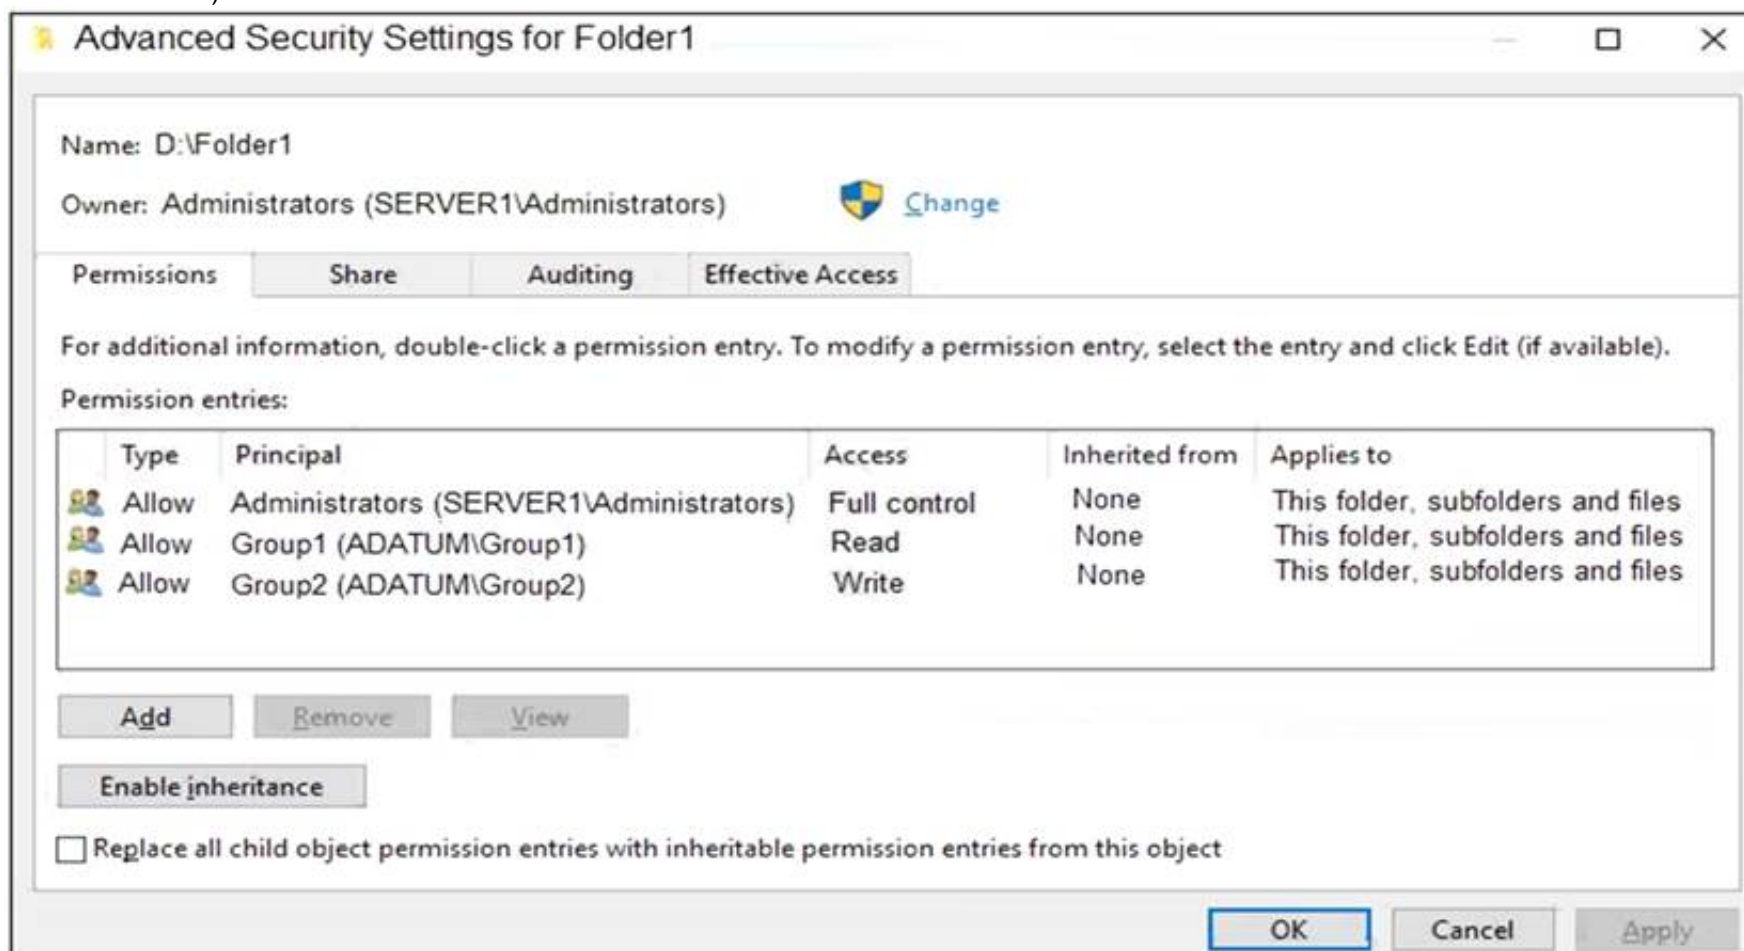 Advanced Security Settings for Folder1
Name: D:\Folder1
Owner: Administrators (SERVER1\Administrators) Change
Permissions Share Auditing Effective Access
For additional information, double-click a permission entry. To modify a permission entry, select the entry and click Edit (if available).
Permission entries:
Type Principal Access Inherited from Applies to
Allow Administrators (SERVER1\Administrators) Full control None This folder, subfolders and files
Allow Group1 (ADATUM\Group1) Read None This folder, subfolders and files
Allow Group2 (ADATUM\Group2) Write None This folder, subfolders and files
Add Remove View
Enable inheritance
Replace all child object permission entries with inheritable permission entries from this object
OK Cancel Apply